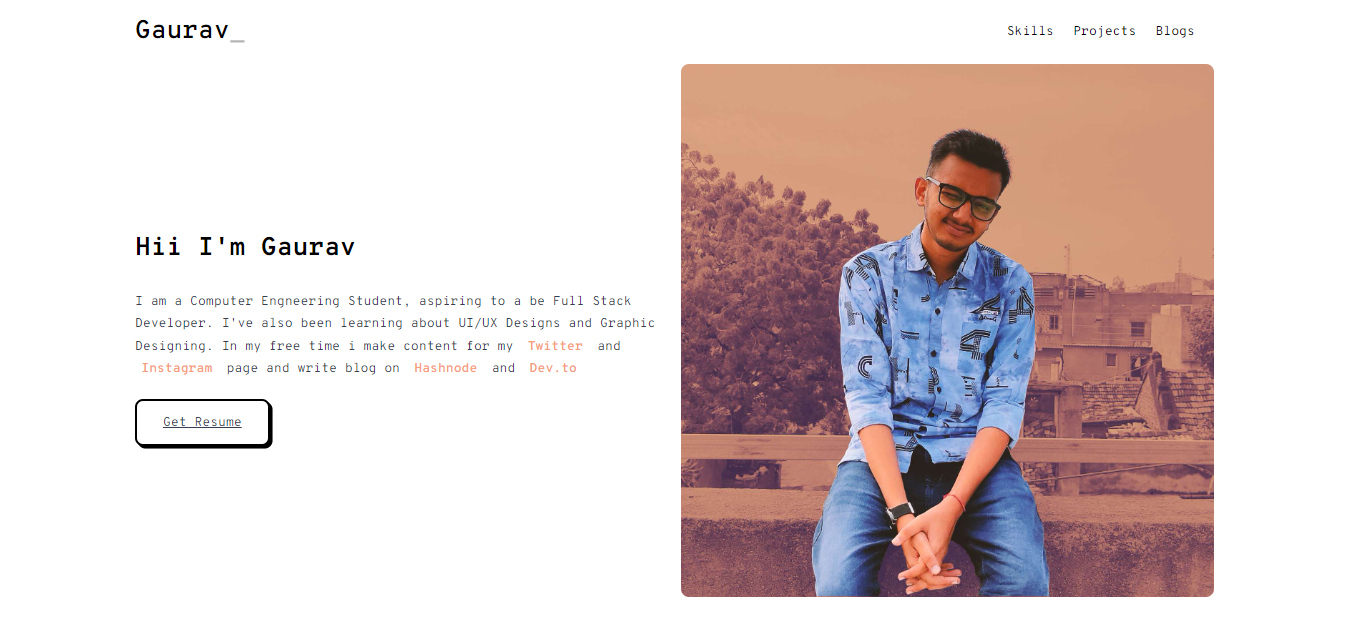 Gaurav_
Skills Projects Blogs
Hii I'm Gaurav
I am a Computer Engneering Student, aspiring to a be Full Stack
Developer. I've also been learning about UI/UX Designs and Graphic
Designing. In my free time i make content for my Twitter and
Instagram page and write blog on Hashnode and Dev.to
Get Resume